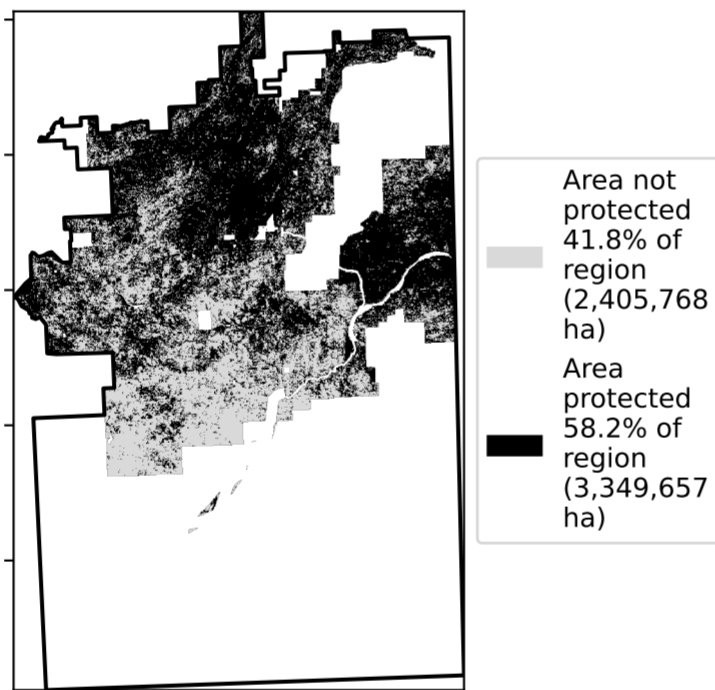 Area not
protected
41.8% of
region
(2,405,768
ha)
Area
protected
58.2% of
region
(3,349,657
ha)